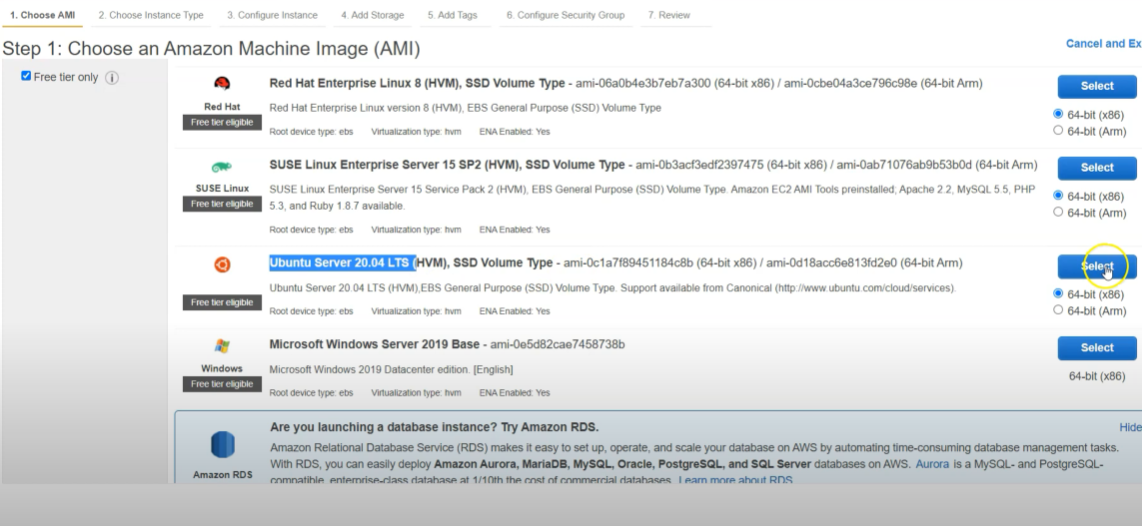 1. Choose AMI 2. Choose Instance Type 3. Configure Instance 4. Add Storage 5. Add Tags 6. Configure Security Group 7. Review
Step 1: Choose an Amazon Machine Image (AMI)
Cancel and Ex
Free tier only
Red Hat Enterprise Linux 8 (HVM), SSD Volume Type - ami-06a0b4e3b7eb7a300 (64-bit x86) / ami-0cbe04a3ce796c98e (64-bit Arm)
Select
Red Hat
Free tier eligible
Red Hat Enterprise Linux version 8 (HVM), EBS General Purpose (SSD) Volume Type
Root device type: ebs Virtualization type: hvm ENA Enabled: Yes
64-bit (x86)
64-bit (Arm)
SUSE Linux Enterprise Server 15 SP2 (HVM), SSD Volume Type - ami-0b3acf3edf2397475 (64-bit x86) / ami-0ab71076ab9b53b0d (64-bit Arm)
Select
SUSE Linux
Free tier eligible
SUSE Linux Enterprise Server 15 Service Pack 2 (HVM), EBS General Purpose (SSD) Volume Type. Amazon EC2 AMI Tools preinstalled; Apache 2.2, MySQL 5.5, PHP
5.3, and Ruby 1.8.7 available.
Root device type: ebs Virtualization type: hvm ENA Enabled: Yes
64-bit (x86)
64-bit (Arm)
Ubuntu Server 20.04 LTS (HVM), SSD Volume Type - ami-0c1a7f89451184c8b (64-bit x86) / ami-0d18acc6e813fd2e0 (64-bit Arm)
Select
Free tier eligible
Ubuntu Server 20.04 LTS (HVM),EBS General Purpose (SSD) Volume Type. Support available from Canonical (http://www.ubuntu.com/cloud/services).
Root device type: ebs Virtualization type: hvm ENA Enabled: Yes
64-bit (x86)
64-bit (Arm)
Microsoft Windows Server 2019 Base - ami-0e5d82cae7458738b
Select
Windows
Free tier eligible
Microsoft Windows 2019 Datacenter edition. [English]
Root device type: ebs Virtualization type: hvm ENA Enabled: Yes
64-bit (x86)
Are you launching a database instance? Try Amazon RDS.
Hide
Amazon RDS
Amazon Relational Database Service (RDS) makes it easy to set up, operate, and scale your database on AWS by automating time-consuming database management tasks.
With RDS, you can easily deploy Amazon Aurora, MariaDB, MySQL, Oracle, PostgreSQL, and SQL Server databases on AWS. Aurora is a MySQL- and PostgreSQL-
compatible, enterprise-class database at 1/10th the cost of commercial databases. Learn more about RDS